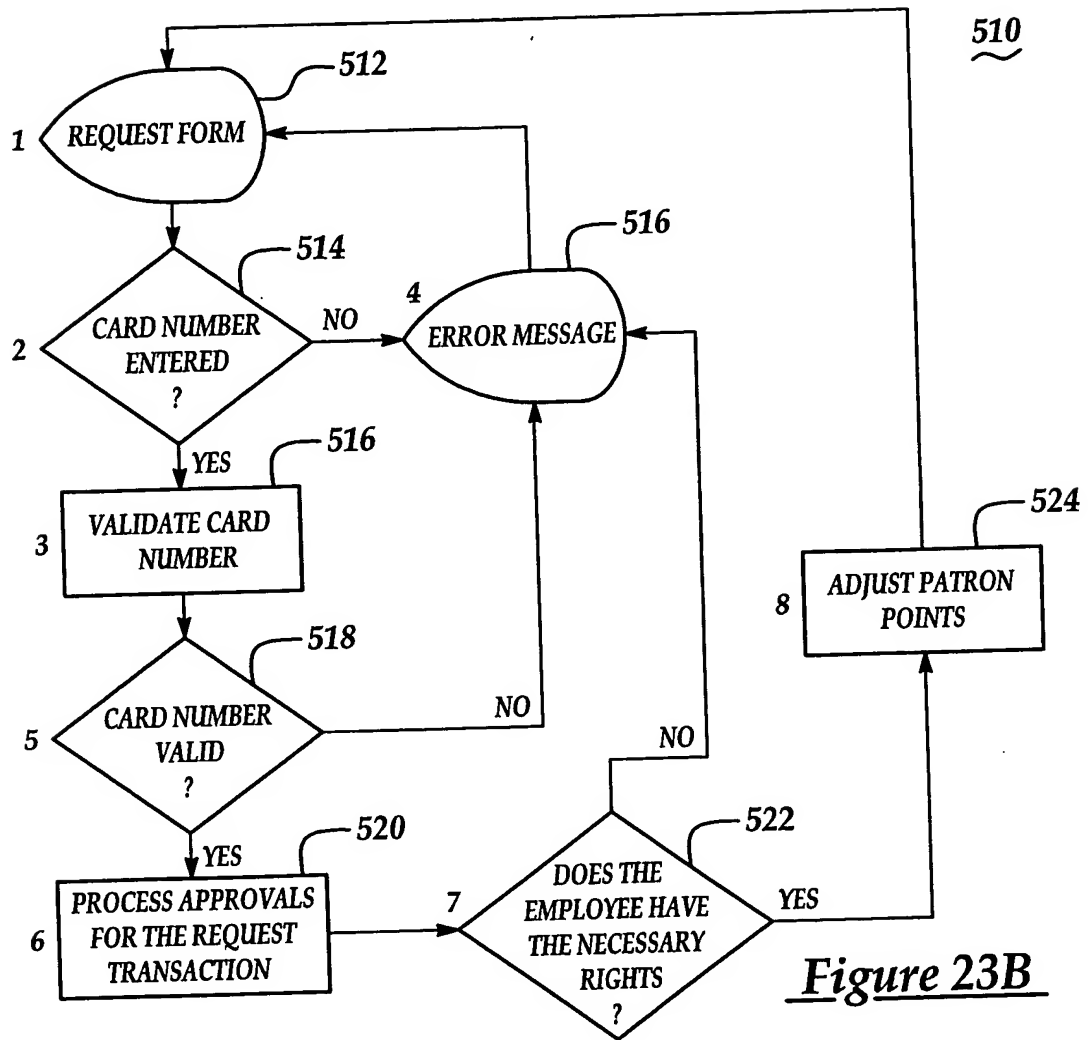 510
512
1
REQUEST FORM
514
2
CARD NUMBER
ENTERED
?
NO
516
4
ERROR MESSAGE
YES
516
3
VALIDATE CARD
NUMBER
518
5
CARD NUMBER
VALID
?
NO
YES
520
6
PROCESS APPROVALS
FOR THE REQUEST
TRANSACTION
NO
522
7
DOES THE
EMPLOYEE HAVE
THE NECESSARY
RIGHTS
?
YES
524
8
ADJUST PATRON
POINTS
Figure 23B